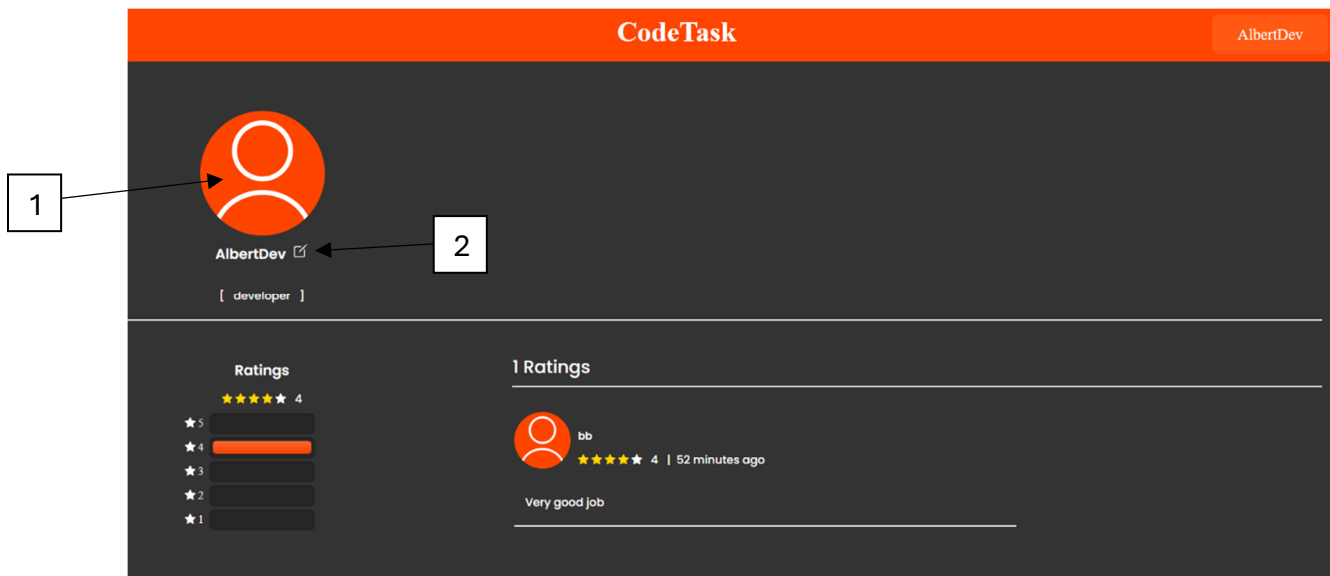 CodeTask
AlbertDev
1
AlbertDev
2
[ developer ]
Ratings
4
5
4
3
2
1
1 Ratings
bb
4 | 52 minutes ago
Very good job